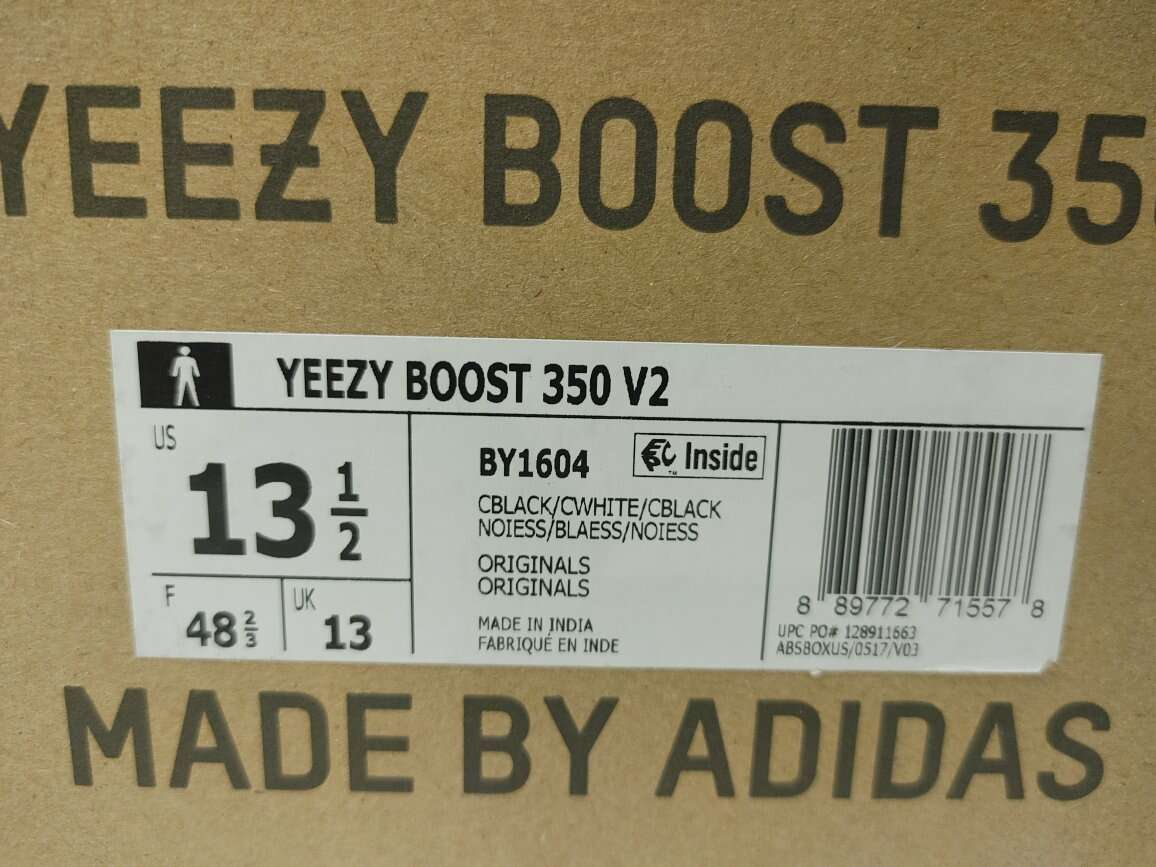 YEEZY BOOST 35
YEEZY BOOST 350 V2
US
13 1/2
F
48 2/3
UK
13
BY1604
Inside
TM
CBLACK/CWHITE/CBLACK
NOIESS/BLAESS/NOIESS
ORIGINALS
ORIGINALS
MADE IN INDIA
FABRIQUÉ EN INDE
8 89772 71557 8
UPC PO# 128911663
ABSBOXUS/0517/V03
MADE BY ADIDAS